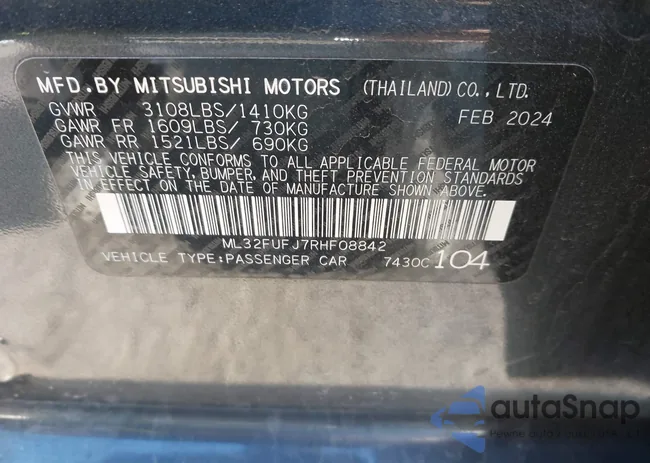 MFD.BY MITSUBISHI MOTORS (THAILAND) CO., LTD.
GVWR 3108LBS/1410KG FEB 2024
GAWR FR 1609LBS/ 730KG
GAWR RR 1521LBS/ 690KG
THIS VEHICLE CONFORMS TO ALL APPLICABLE FEDERAL MOTOR
VEHICLE SAFETY, BUMPER, AND THEFT PREVENTION STANDARDS
IN EFFECT ON THE DATE OF MANUFACTURE SHOWN ABOVE.
ML32FUFJ7RHF08842
VEHICLE TYPE:PASSENGER CAR 7430C 104
autoSnap